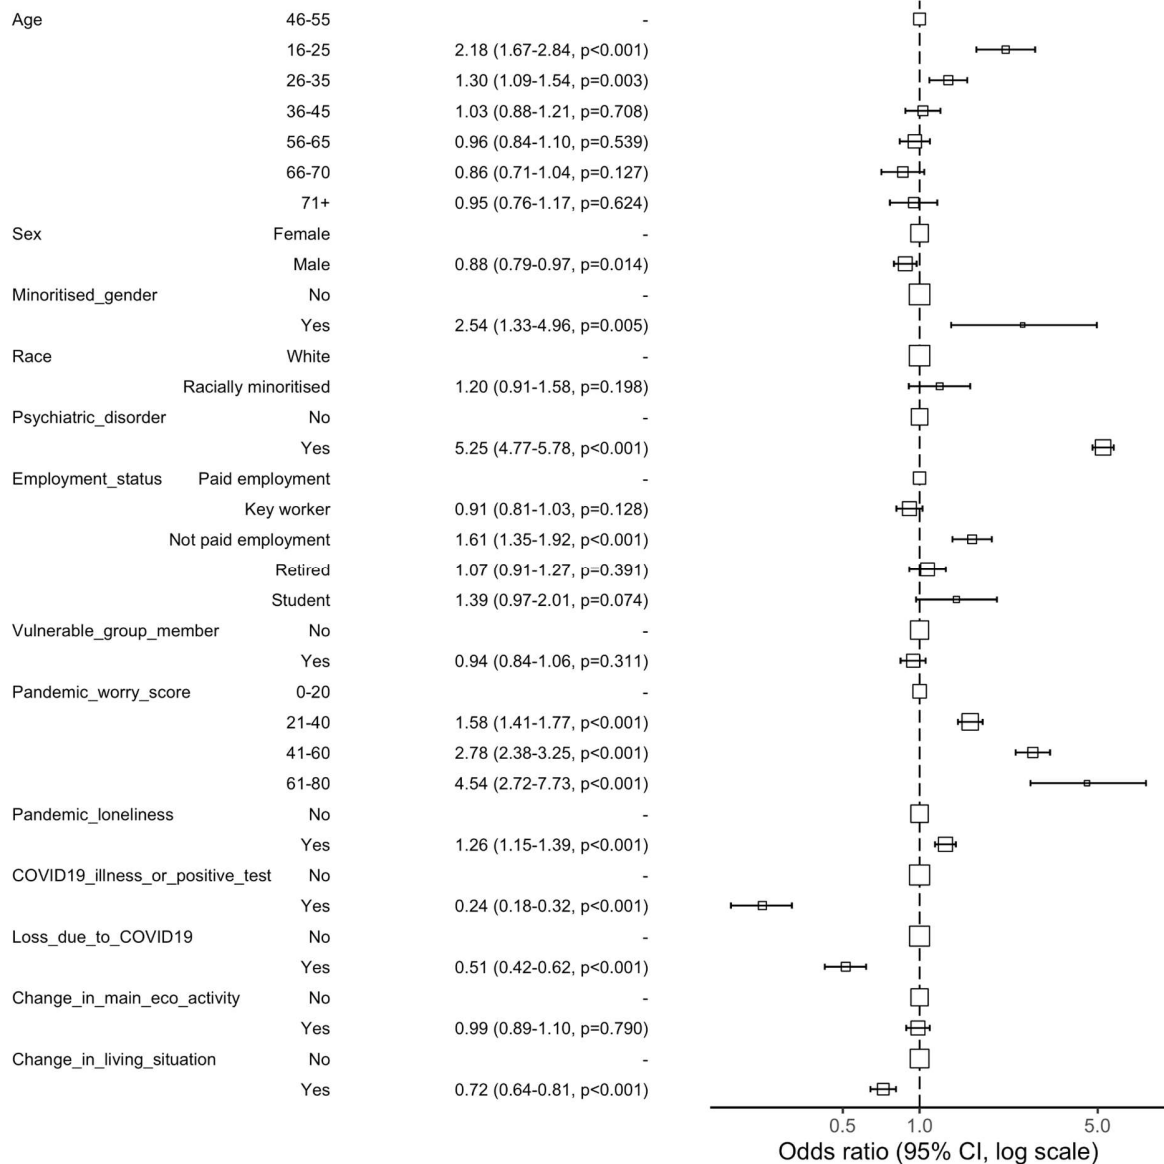 Age 46-55 -
16-25 2.18 (1.67-2.84, p<0.001)
26-35 1.30 (1.09-1.54, p=0.003)
36-45 1.03 (0.88-1.21, p=0.708)
56-65 0.96 (0.84-1.10, p=0.539)
66-70 0.86 (0.71-1.04, p=0.127)
71+ 0.95 (0.76-1.17, p=0.624)
Sex Female -
Male 0.88 (0.79-0.97, p=0.014)
Minoritised_gender No -
Yes 2.54 (1.33-4.96, p=0.005)
Race White -
Racially minoritised 1.20 (0.91-1.58, p=0.198)
Psychiatric_disorder No -
Yes 5.25 (4.77-5.78, p<0.001)
Employment_status Paid employment -
Key worker 0.91 (0.81-1.03, p=0.128)
Not paid employment 1.61 (1.35-1.92, p<0.001)
Retired 1.07 (0.91-1.27, p=0.391)
Student 1.39 (0.97-2.01, p=0.074)
Vulnerable_group_member No -
Yes 0.94 (0.84-1.06, p=0.311)
Pandemic_worry_score 0-20 -
21-40 1.58 (1.41-1.77, p<0.001)
41-60 2.78 (2.38-3.25, p<0.001)
61-80 4.54 (2.72-7.73, p<0.001)
Pandemic_loneliness No -
Yes 1.26 (1.15-1.39, p<0.001)
COVID19_illness_or_positive_test No -
Yes 0.24 (0.18-0.32, p<0.001)
Loss_due_to_COVID19 No -
Yes 0.51 (0.42-0.62, p<0.001)
Change_in_main_eco_activity No -
Yes 0.99 (0.89-1.10, p=0.790)
Change_in_living_situation No -
Yes 0.72 (0.64-0.81, p<0.001)
0.5 1.0 5.0
Odds ratio (95% CI, log scale)